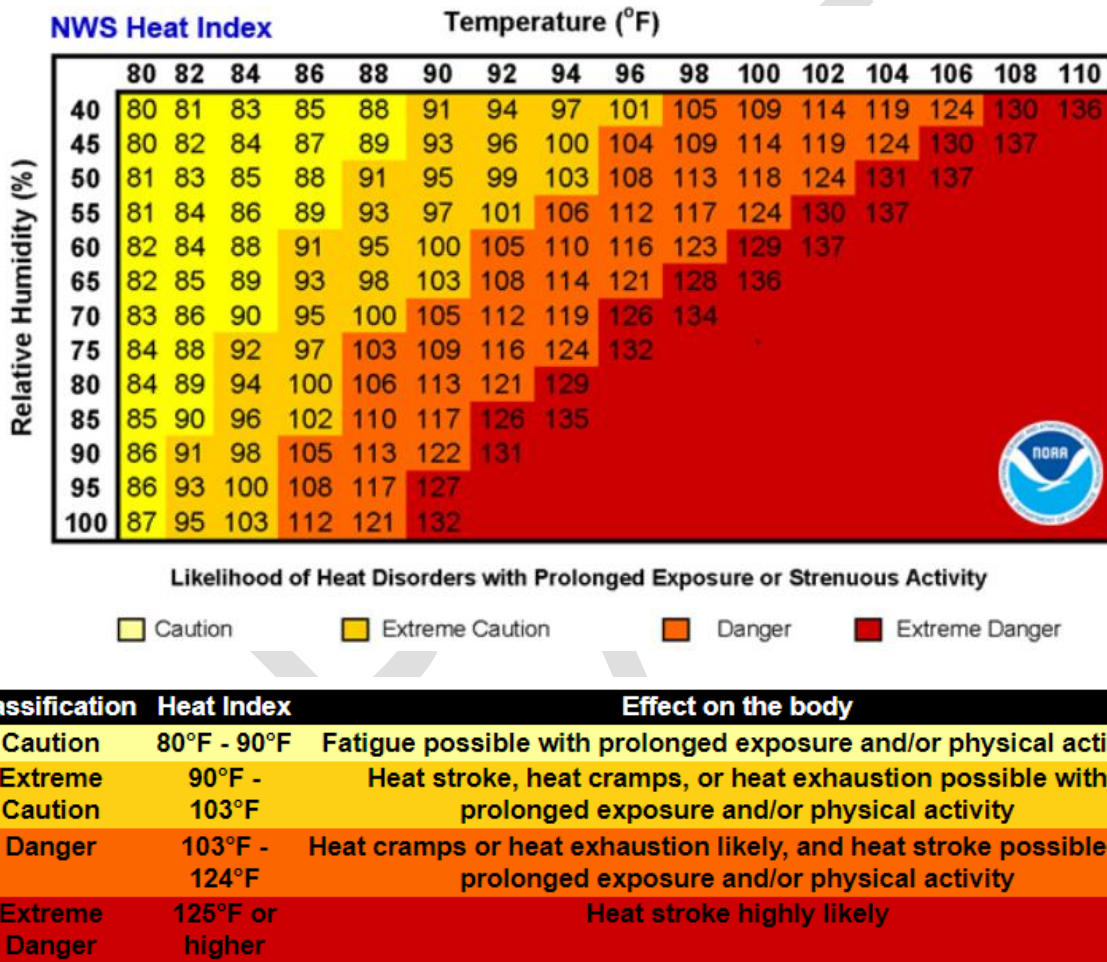 NWS Heat Index
Temperature (°F)
80 82 84 86 88 90 92 94 96 98 100 102 104 106 108 110
Relative Humidity (%)
40 80 81 83 85 88 91 94 97 101 105 109 114 119 124 130 136
45 80 82 84 87 89 93 96 100 104 109 114 119 124 130 137
50 81 83 85 88 91 95 99 103 108 113 118 124 131 137
55 81 84 86 89 93 97 101 106 112 117 124 130 137
60 82 84 88 91 95 100 105 110 116 123 129 137
65 82 85 89 93 98 103 108 114 121 128 136
70 83 86 90 95 100 105 112 119 126 134
75 84 88 92 97 103 109 116 124 132
80 84 89 94 100 106 113 121 129
85 85 90 96 102 110 117 126 135
90 86 91 98 105 113 122 131
95 86 93 100 108 117 127
100 87 95 103 112 121 132
NOAA
Likelihood of Heat Disorders with Prolonged Exposure or Strenuous Activity
Caution Extreme Caution Danger Extreme Danger
assification Heat Index Effect on the body
Caution 80°F - 90°F Fatigue possible with prolonged exposure and/or physical acti
Extreme 90°F - Heat stroke, heat cramps, or heat exhaustion possible with
Caution 103°F prolonged exposure and/or physical activity
Danger 103°F - Heat cramps or heat exhaustion likely, and heat stroke possible
124°F prolonged exposure and/or physical activity
Extreme 125°F or Heat stroke highly likely
Danger higher